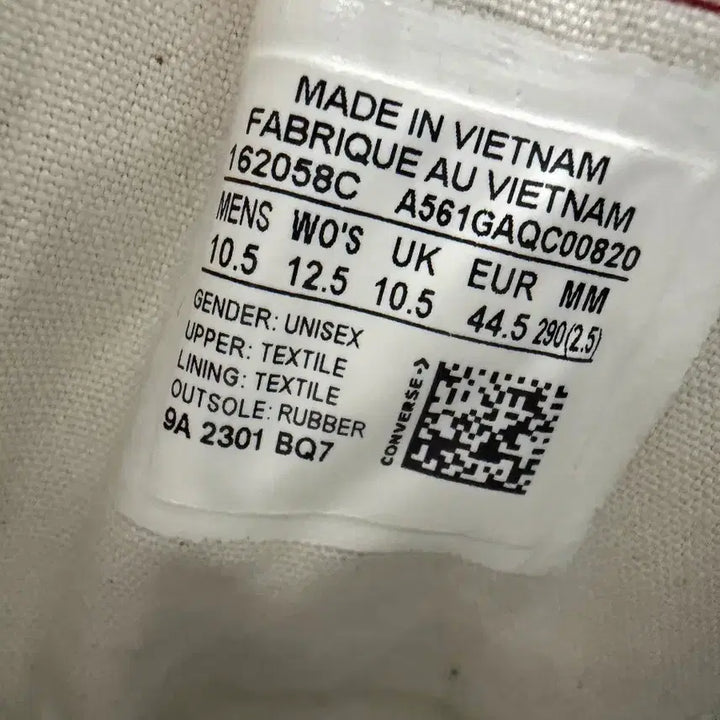 MADE IN VIETNAM
FABRIQUE AU VIETNAM
162058C A561GAQC00820
MENS WO'S UK EUR MM
10.5 12.5 10.5 44.5 290(2.5)
GENDER: UNISEX
UPPER: TEXTILE
LINING: TEXTILE
OUTSOLE: RUBBER
9A 2301 BQ7
CONVERSE->